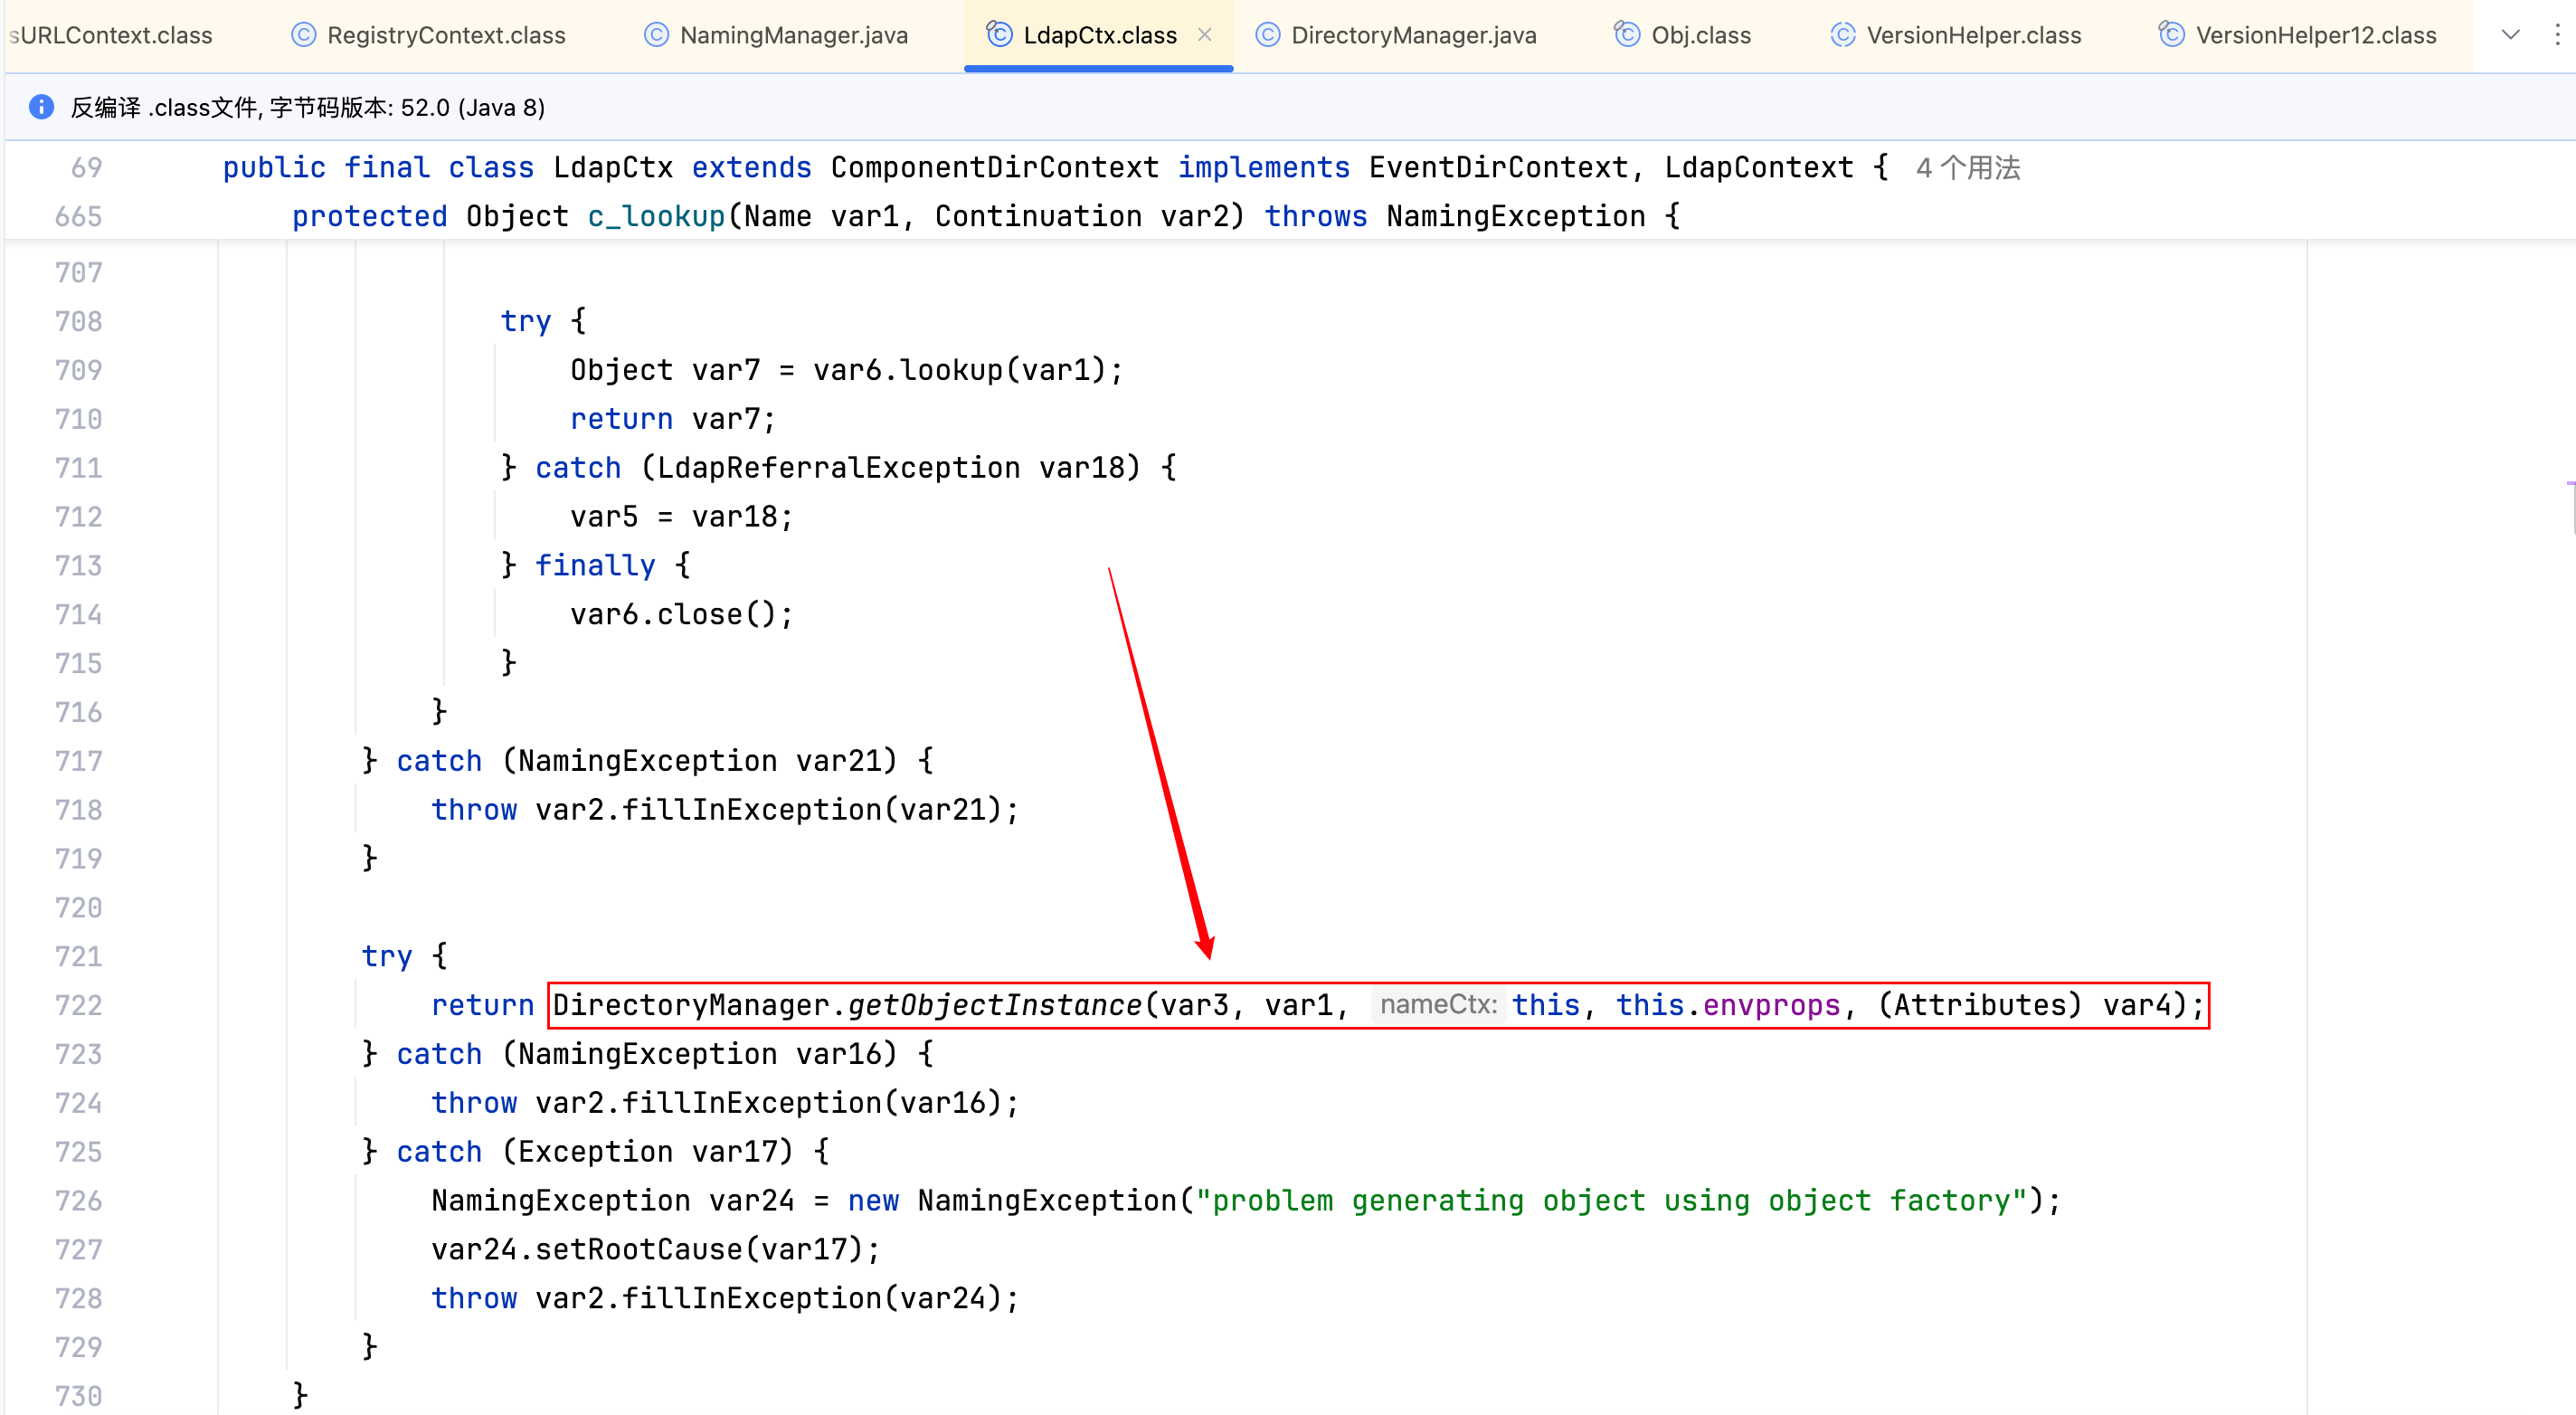 sURLContext.class RegistryContext.class NamingManager.java LdapCtx.class DirectoryManager.java Obj.class VersionHelper.class VersionHelper12.class
反编译 .class文件, 字节码版本: 52.0 (Java 8)
69 public final class LdapCtx extends ComponentDirContext implements EventDirContext, LdapContext { 4 个用法
665 protected Object c_lookup(Name var1, Continuation var2) throws NamingException {
707
708 try {
709 Object var7 = var6.lookup(var1);
710 return var7;
711 } catch (LdapReferralException var18) {
712 var5 = var18;
713 } finally {
714 var6.close();
715 }
716 }
717 } catch (NamingException var21) {
718 throw var2.fillInException(var21);
719 }
720
721 try {
722 return DirectoryManager.getObjectInstance(var3, var1, nameCtx: this, this.envprops, (Attributes) var4);
723 } catch (NamingException var16) {
724 throw var2.fillInException(var16);
725 } catch (Exception var17) {
726 NamingException var24 = new NamingException("problem generating object using object factory");
727 var24.setRootCause(var17);
728 throw var2.fillInException(var24);
729 }
730 }